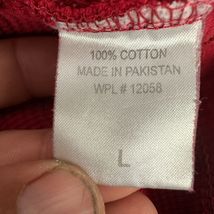 100% COTTON
MADE IN PAKISTAN
WPL # 12058
L